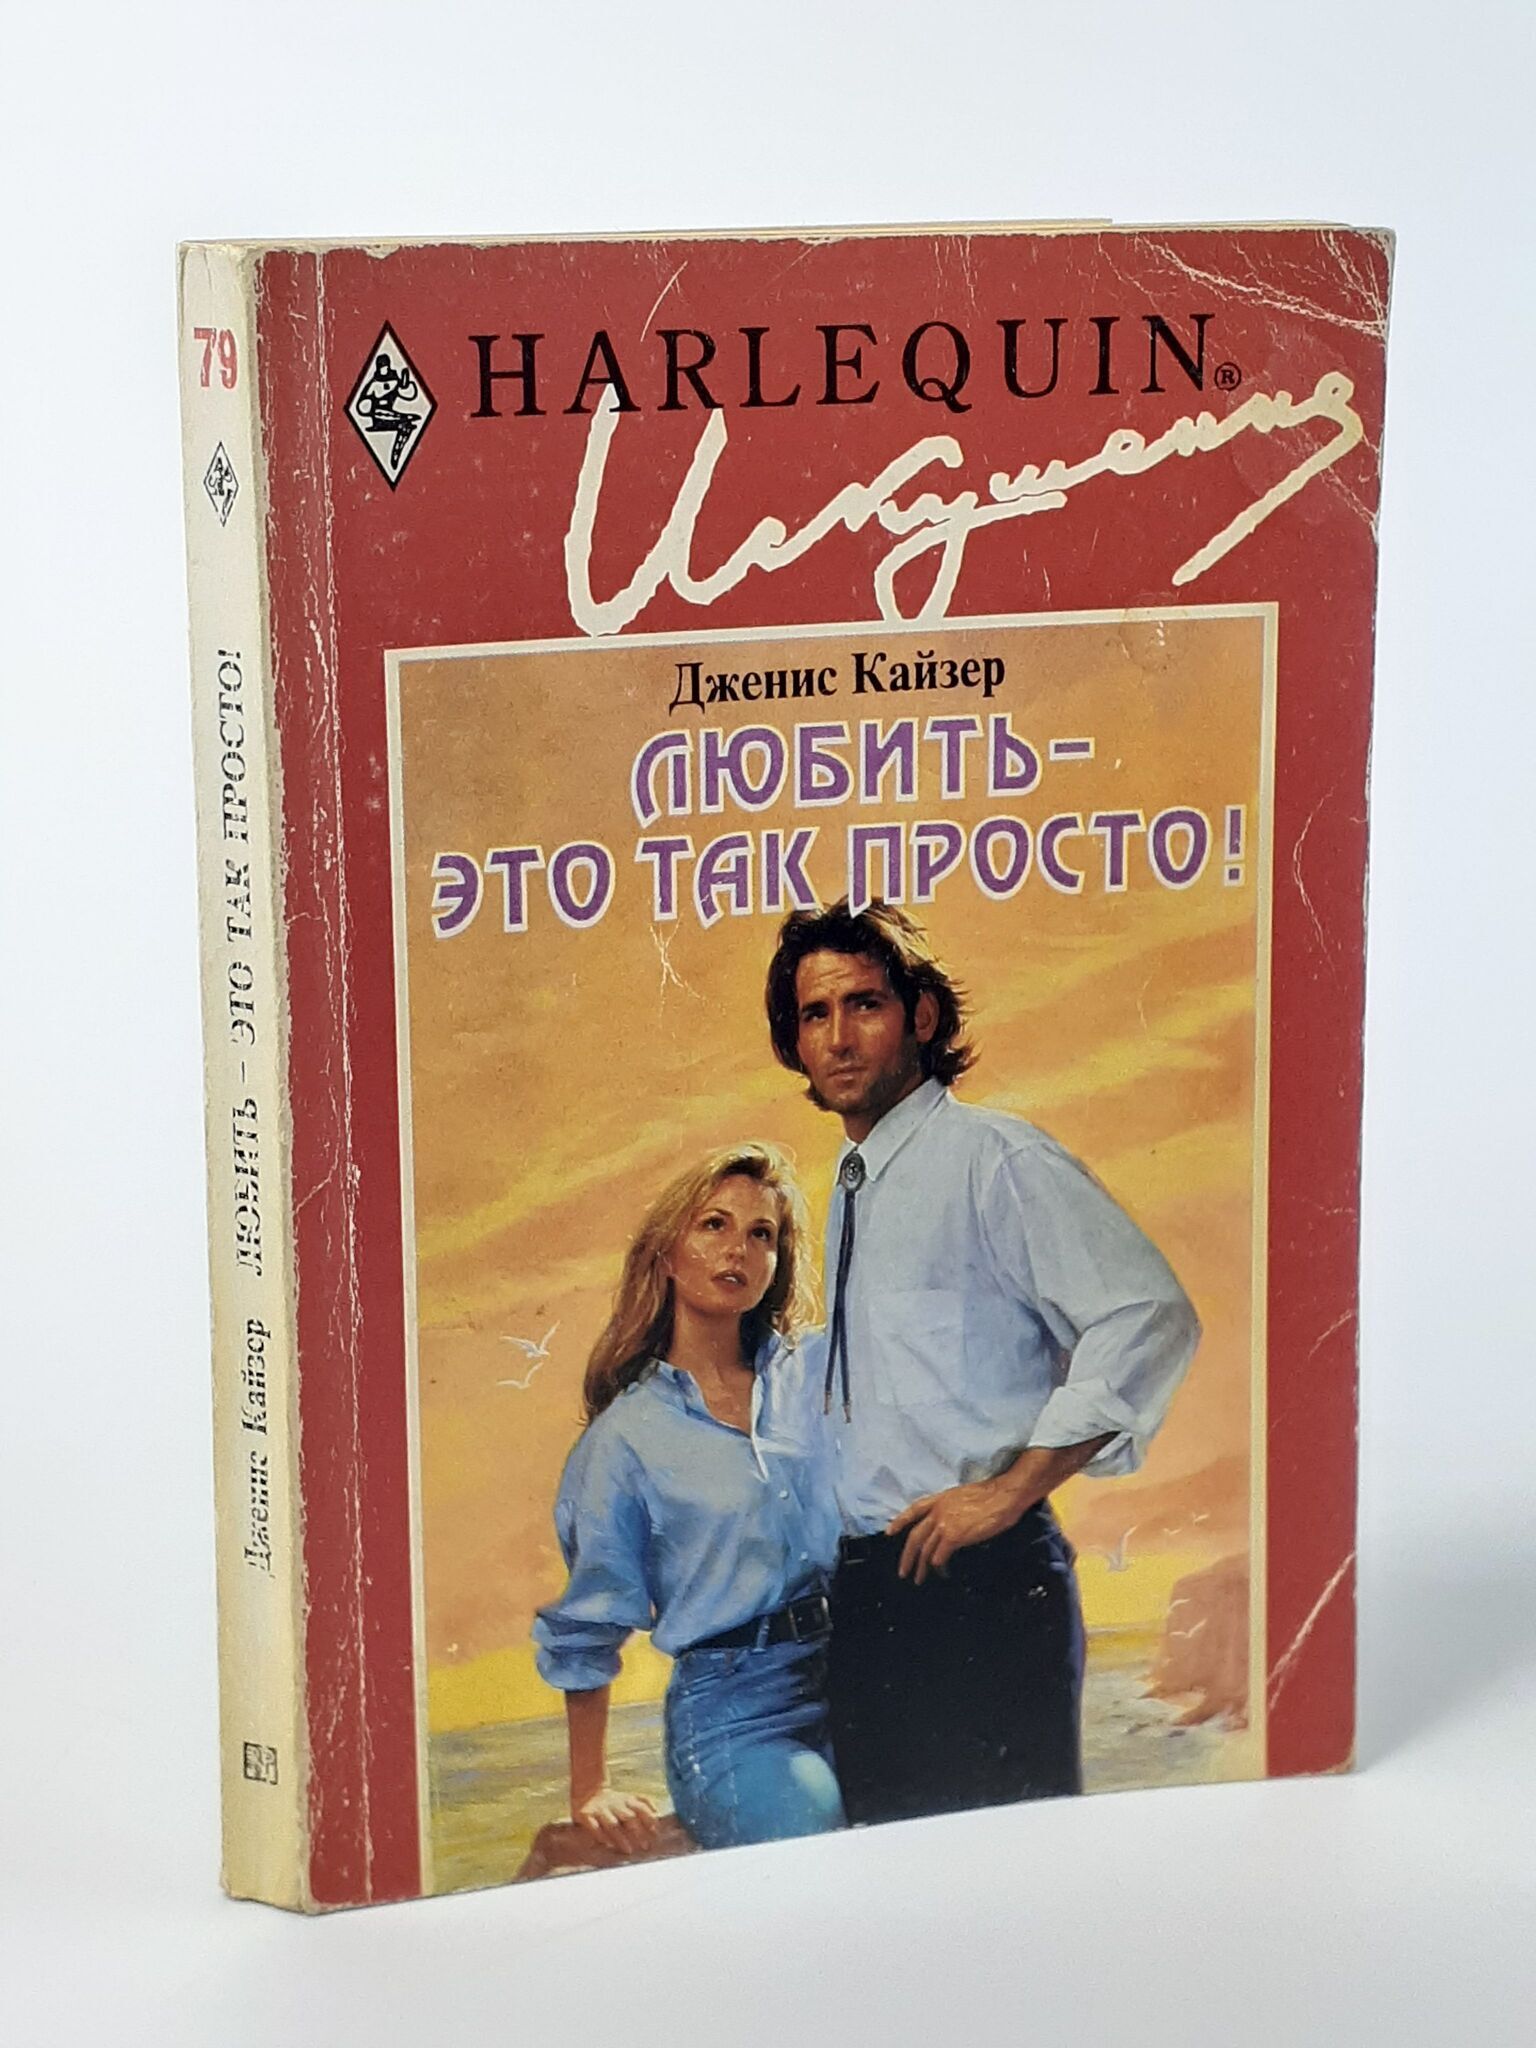 HARLEQUIN®
Искушение
Дженис Кайзер
ЛЮБИТЬ–
ЭТО ТАК ПРОСТО!
79
Дженис Кайзер ЛЮБИТЬ – ЭТО ТАК ПРОСТО!